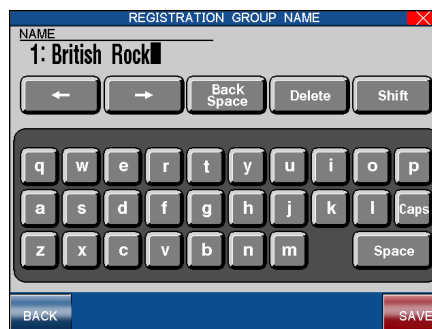 REGISTRATION GROUP NAME
NAME
1: British Rock
← → Back Space Delete Shift
q w e r t y u i o p
a s d f g h j k l Caps
z x c v b n m Space
BACK SAVE